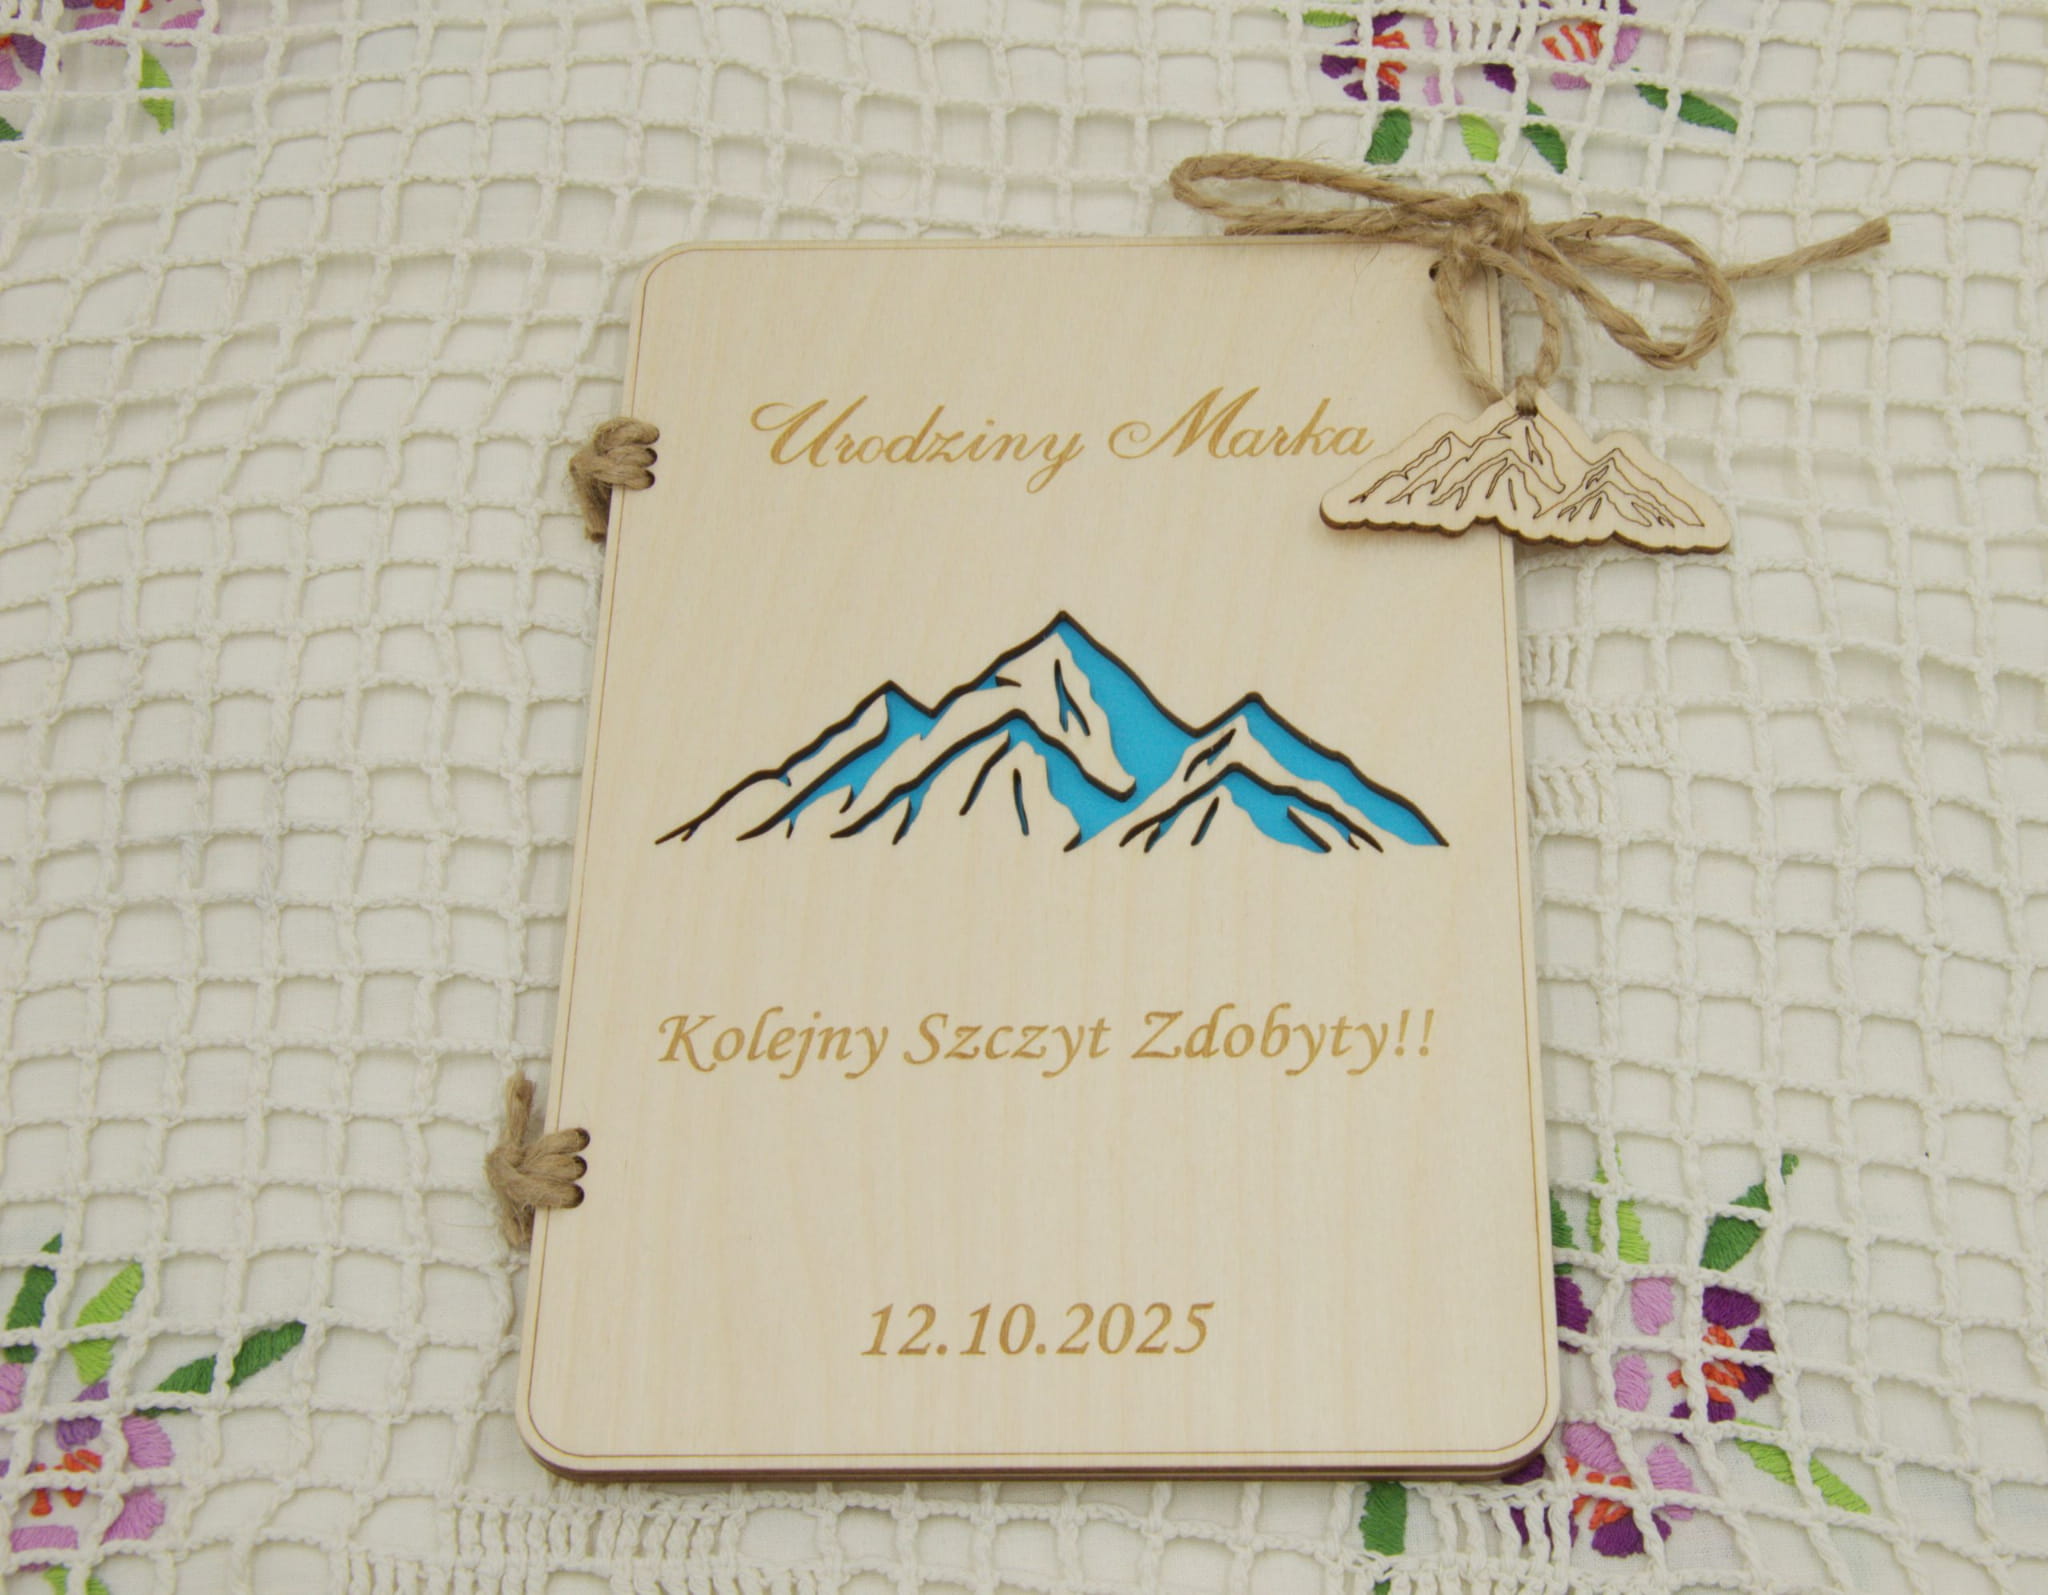 Urodziny Marka
Kolejny Szczyt Zdobyty!!
12.10.2025